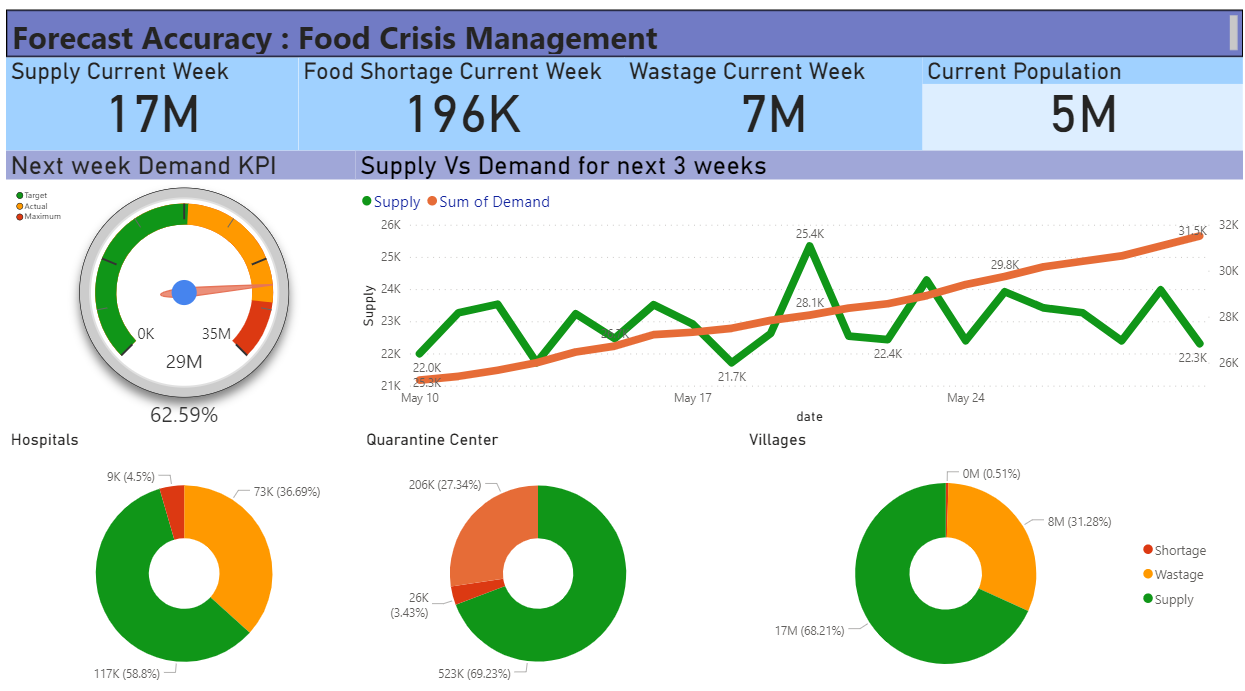 Forecast Accuracy : Food Crisis Management
Supply Current Week
Food Shortage Current Week
Wastage Current Week
Current Population
17M
196K
7M
5M
Next week Demand KPI
Supply Vs Demand for next 3 weeks
Target
Actual
Maximum
0K
35M
29M
62.59%
Supply
Sum of Demand
26K
25K
24K
23K
22K
21K
Supply
32K
30K
28K
26K
25.4K
31.5K
29.8K
28.1K
22.4K
22.3K
21.7K
22.0K
25.3K
May 10
May 17
May 24
date
Hospitals
9K (4.5%)
73K (36.69%)
117K (58.8%)
Quarantine Center
206K (27.34%)
26K
(3.43%)
523K (69.23%)
Villages
0M (0.51%)
8M (31.28%)
17M (68.21%)
Shortage
Wastage
Supply